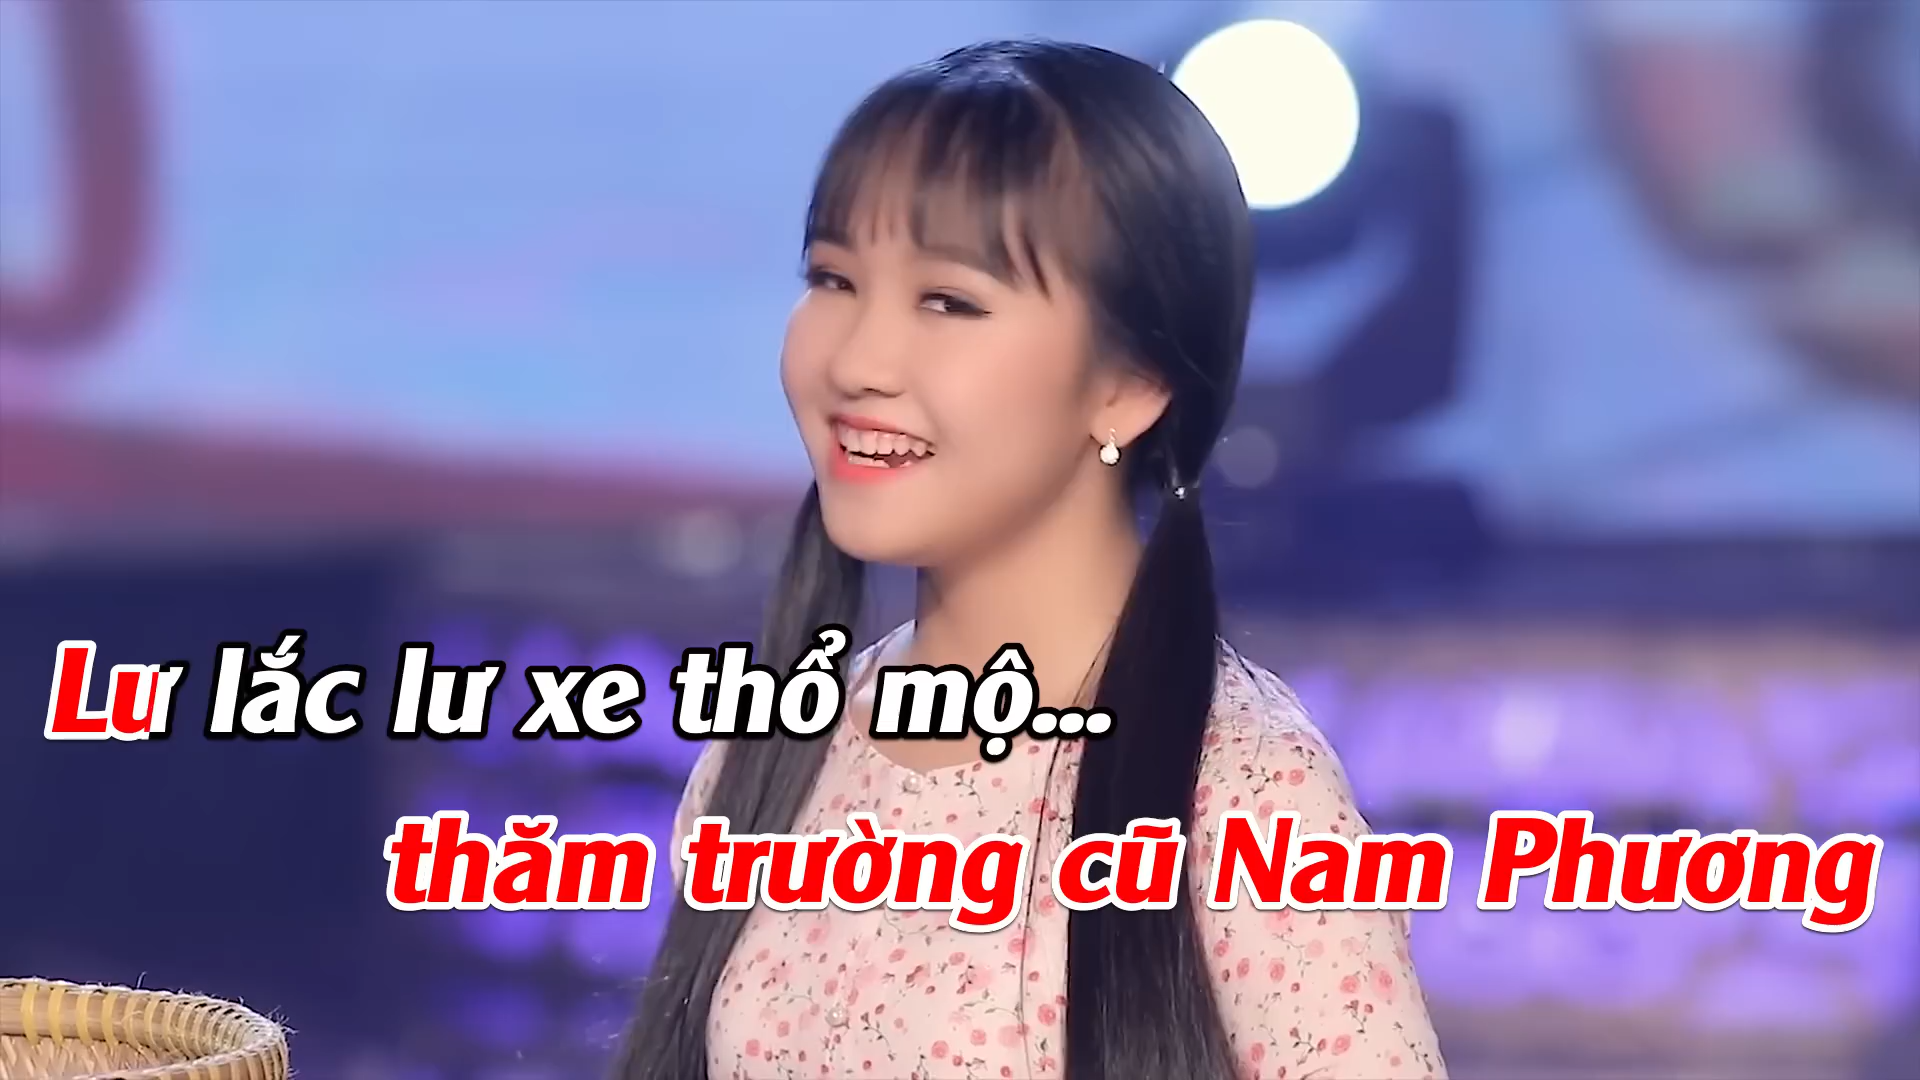 Lư lắc lư xe thổ mộ...
thăm trường cũ Nam Phương